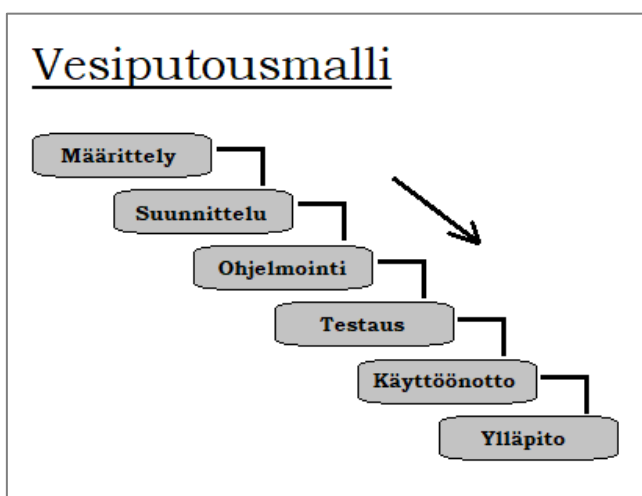 Vesiputousmalli
Määrittely
Suunnittelu
Ohjelmointi
Testaus
Käyttöönotto
Ylläpito